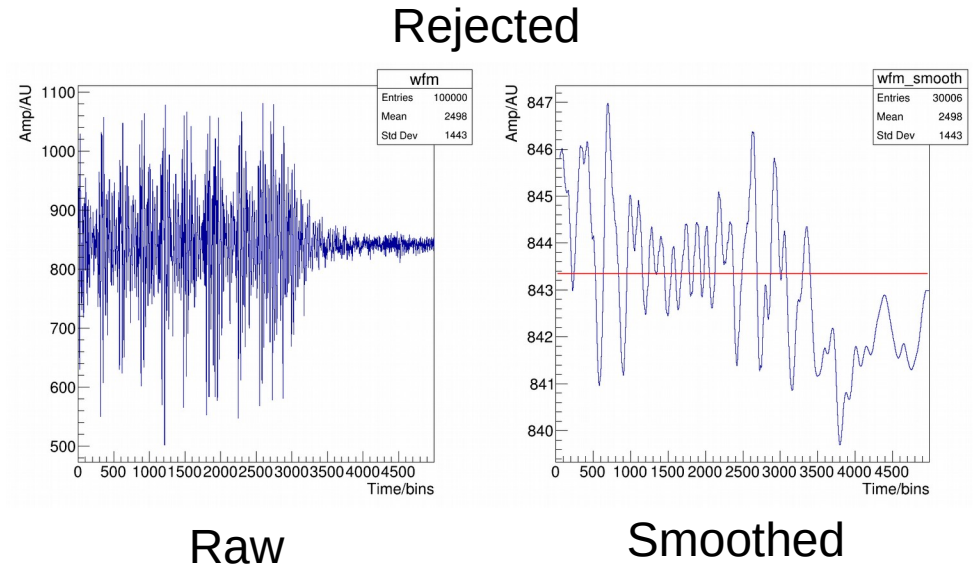 Rejected
wfm
Entries 100000
Mean 2498
Std Dev 1443
Amp/AU
1100
1000
900
800
700
600
500
0 500 1000 1500 2000 2500 3000 3500 4000 4500
Time/bins
wfm_smooth
Entries 30006
Mean 2498
Std Dev 1443
Amp/AU
847
846
845
844
843
842
841
840
0 500 1000 1500 2000 2500 3000 3500 4000 4500
Time/bins
Raw
Smoothed